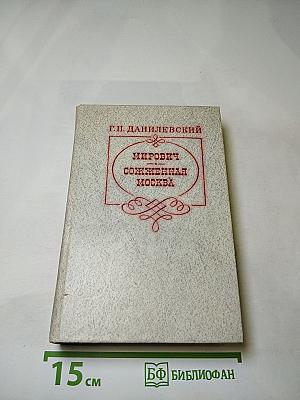 Г.П. ДАНИЛЕВСКИЙ
МИРОВИЧ
СОЖЖЕННАЯ
МОСКВА
15 см
БФ БИБЛИОФАН